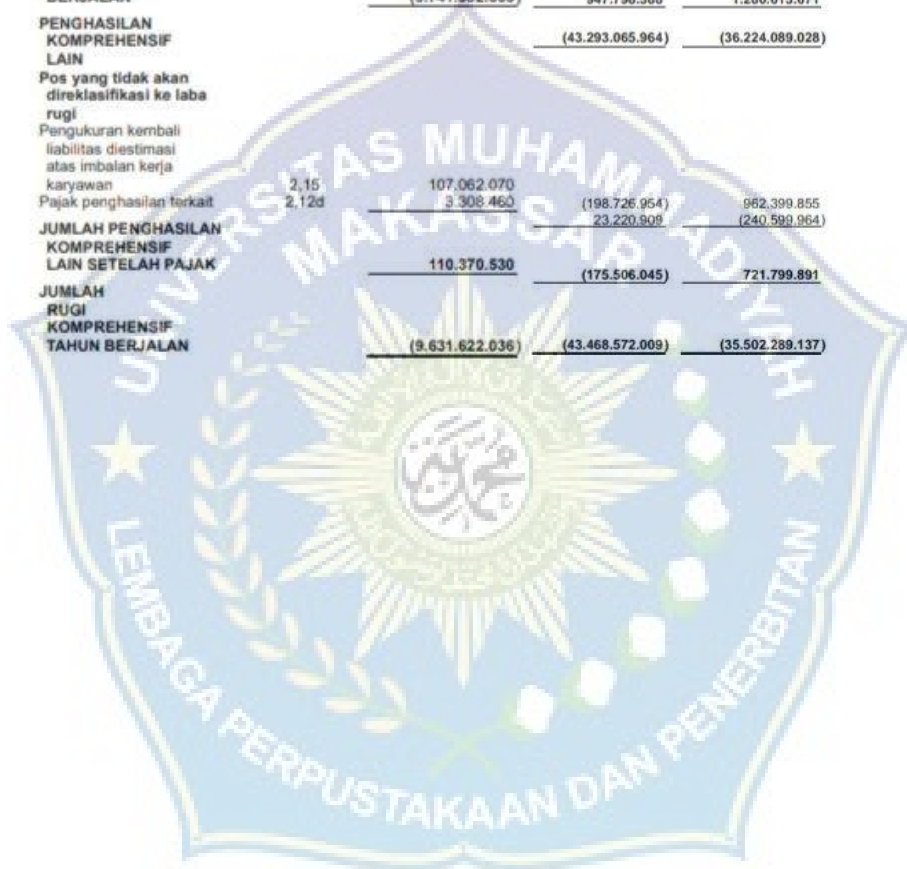 PENGHASILAN
KOMPREHENSIF (43.293.065.964) (36.224.089.028)
LAIN
Pos yang tidak akan
direklasifikasi ke laba
rugi
Pengukuran kembali
liabilitas diestimasi
atas imbalan kerja
karyawan 2,15 107.062.070
Pajak penghasilan terkait 2,12d 3.308.460 (198.726.954) 962.399.855
23.220.909 (240.599.964)
JUMLAH PENGHASILAN
KOMPREHENSIF
LAIN SETELAH PAJAK 110.370.530
(175.506.045) 721.799.891
JUMLAH
RUGI
KOMPREHENSIF
TAHUN BERJALAN (9.631.622.036) (43.468.572.009) (35.502.289.137)
UNIVERSITAS MUHAMMADIYAH
MAKASSAR
LEMBAGA PERPUSTAKAAN DAN PENERBITAN